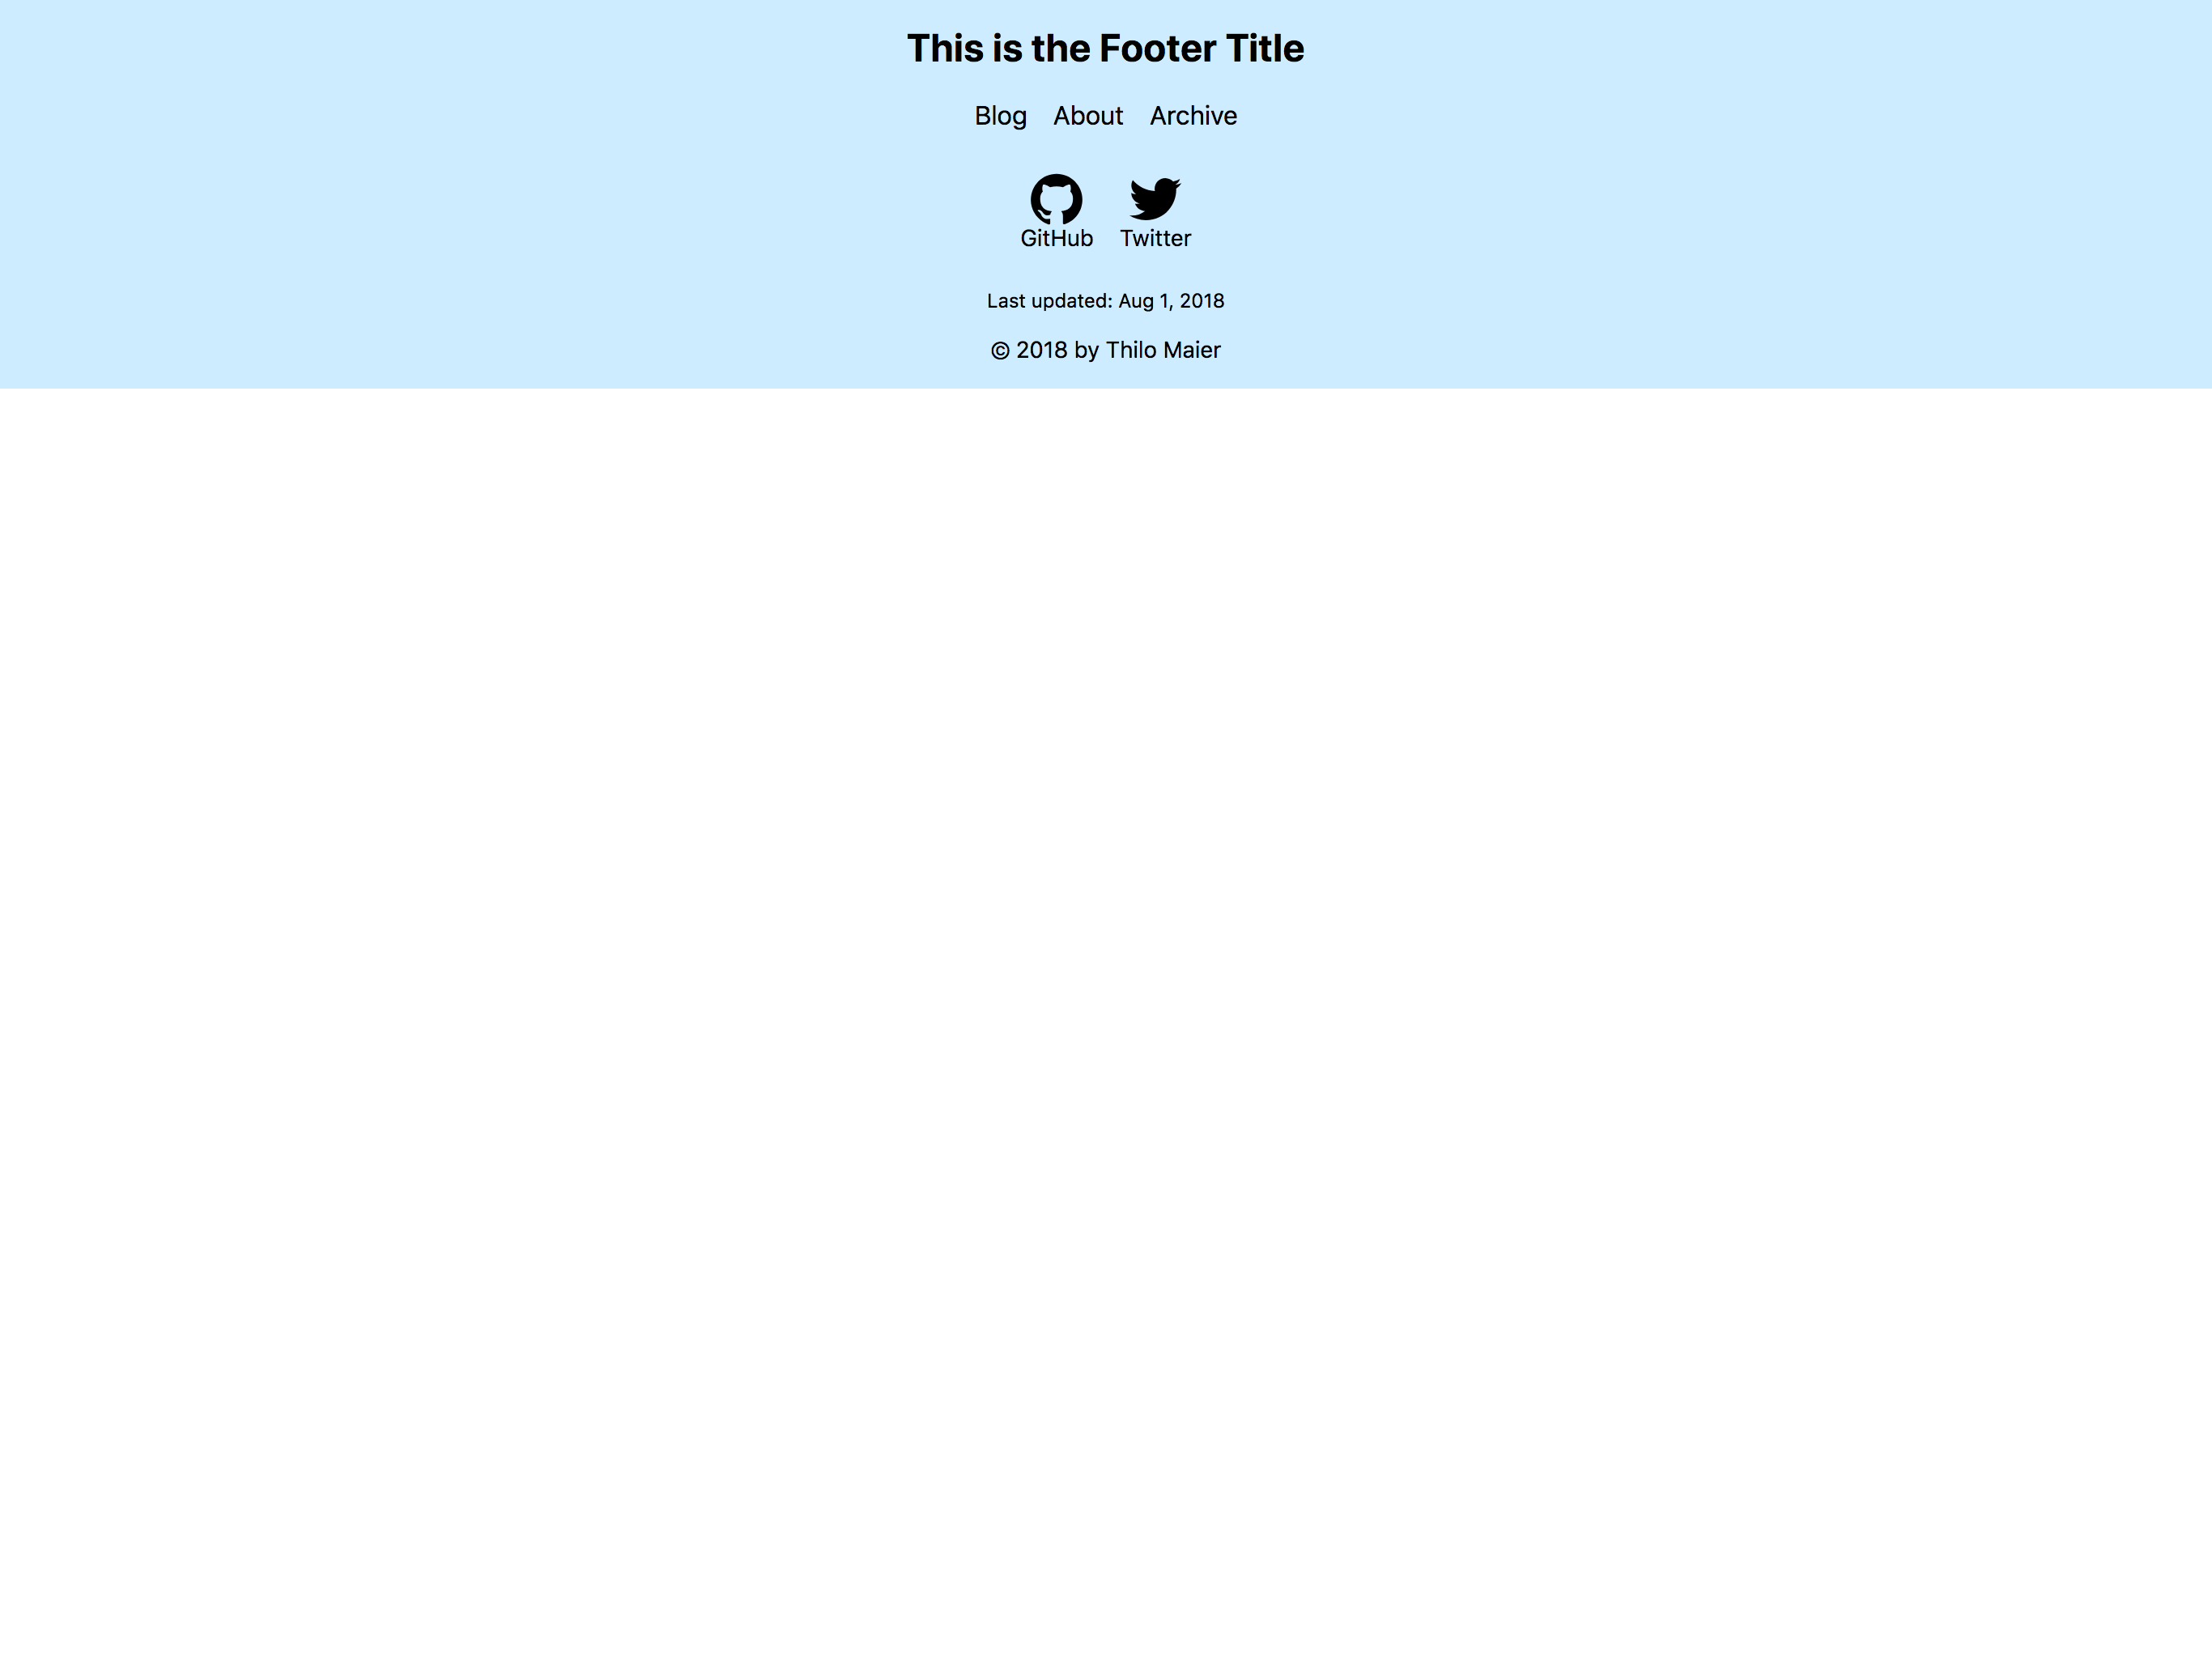 This is the Footer Title
Blog About Archive
GitHub Twitter
Last updated: Aug 1, 2018
© 2018 by Thilo Maier